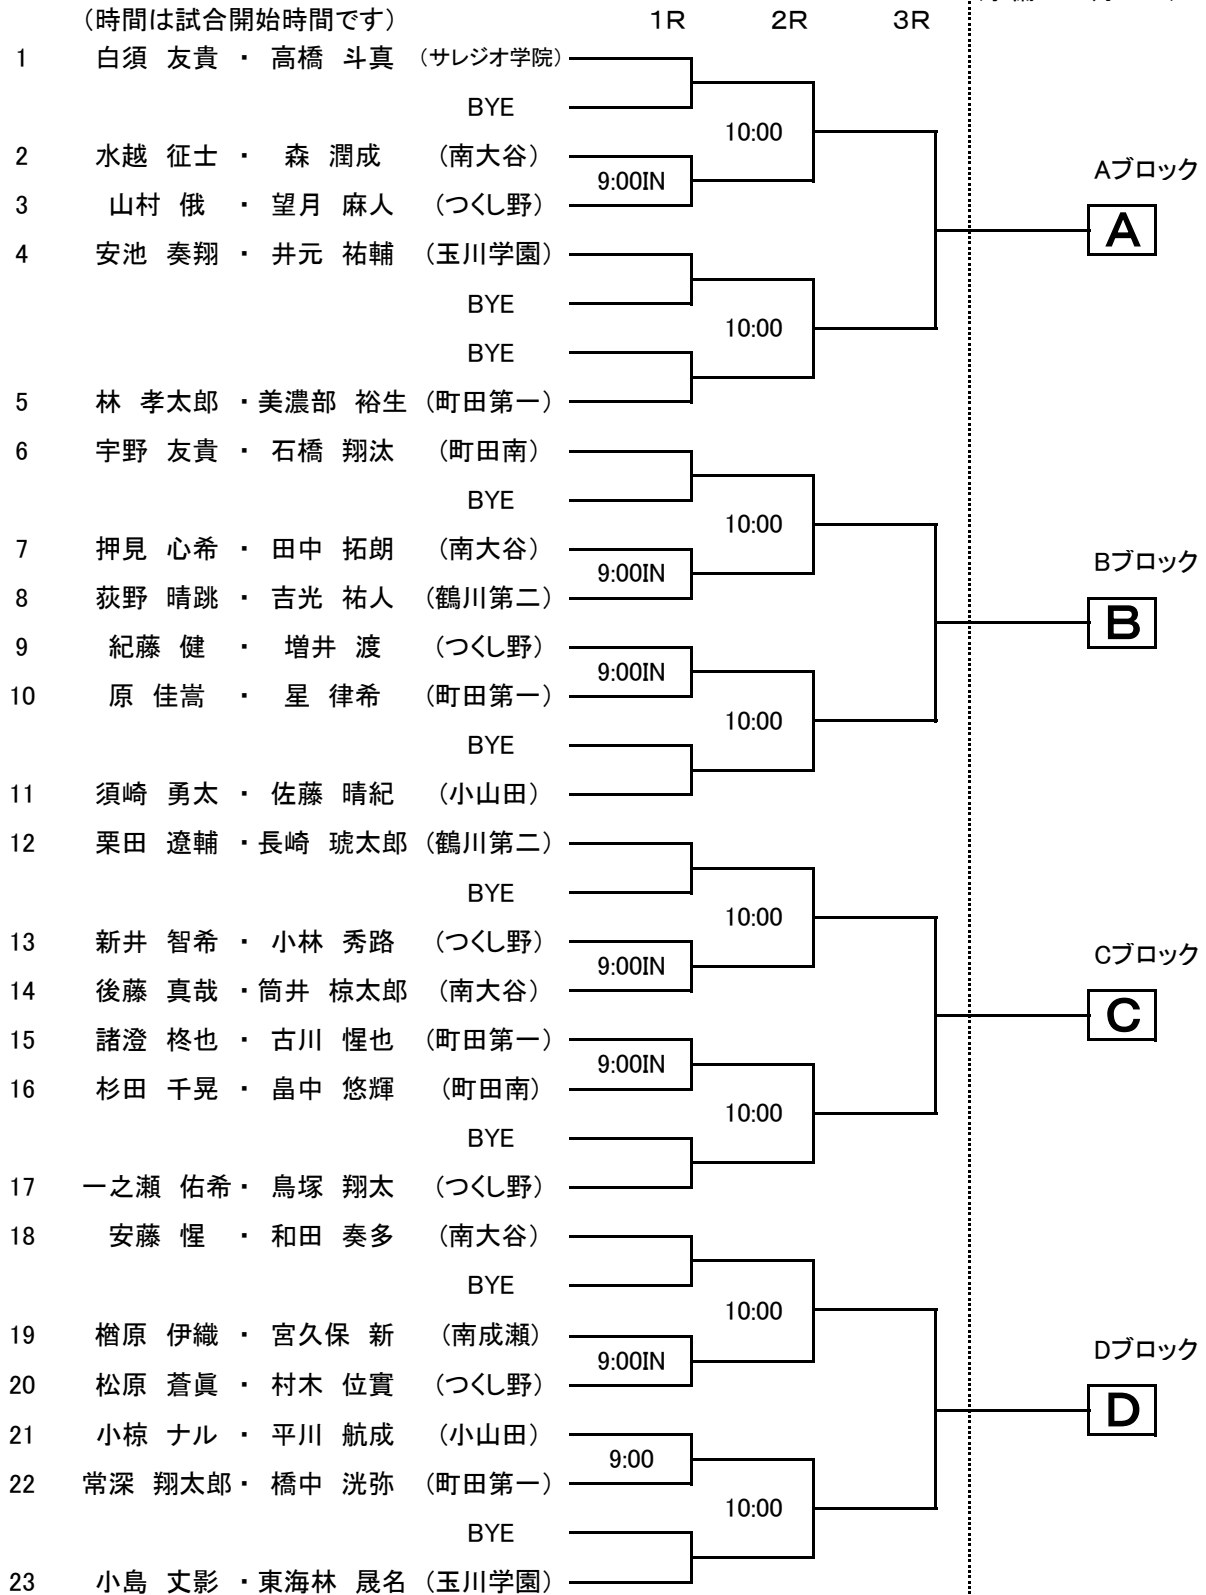 （時間は試合開始時間です） 1R 2R 3R
1 白須 友貴 ・ 高橋 斗真 （サレジオ学院）
BYE
10:00
2 水越 征士 ・ 森 潤成 （南大谷）
9:00IN
Aブロック
3 山村 俄 ・ 望月 麻人 （つくし野）
A
4 安池 奏翔 ・ 井元 祐輔 （玉川学園）
BYE
10:00
BYE
5 林 孝太郎 ・ 美濃部 裕生 （町田第一）
6 宇野 友貴 ・ 石橋 翔汰 （町田南）
BYE
10:00
7 押見 心希 ・ 田中 拓朗 （南大谷）
9:00IN
Bブロック
8 荻野 晴跳 ・ 吉光 祐人 （鶴川第二）
B
9 紀藤 健 ・ 増井 渡 （つくし野）
9:00IN
10 原 佳嵩 ・ 星 律希 （町田第一）
10:00
BYE
11 須崎 勇太 ・ 佐藤 晴紀 （小山田）
12 栗田 遼輔 ・ 長崎 琥太郎 （鶴川第二）
BYE
10:00
13 新井 智希 ・ 小林 秀路 （つくし野）
9:00IN
Cブロック
14 後藤 真哉 ・ 筒井 椋太郎 （南大谷）
C
15 諸澄 柊也 ・ 古川 惺也 （町田第一）
9:00IN
16 杉田 千晃 ・ 畠中 悠輝 （町田南）
10:00
BYE
17 一之瀬 佑希 ・ 鳥塚 翔太 （つくし野）
18 安藤 惺 ・ 和田 奏多 （南大谷）
BYE
10:00
19 楢原 伊織 ・ 宮久保 新 （南成瀬）
9:00IN
Dブロック
20 松原 蒼眞 ・ 村木 位實 （つくし野）
D
21 小椋 ナル ・ 平川 航成 （小山田）
9:00
22 常深 翔太郎 ・ 橋中 洸弥 （町田第一）
10:00
BYE
23 小島 丈影 ・ 東海林 晟名 （玉川学園）